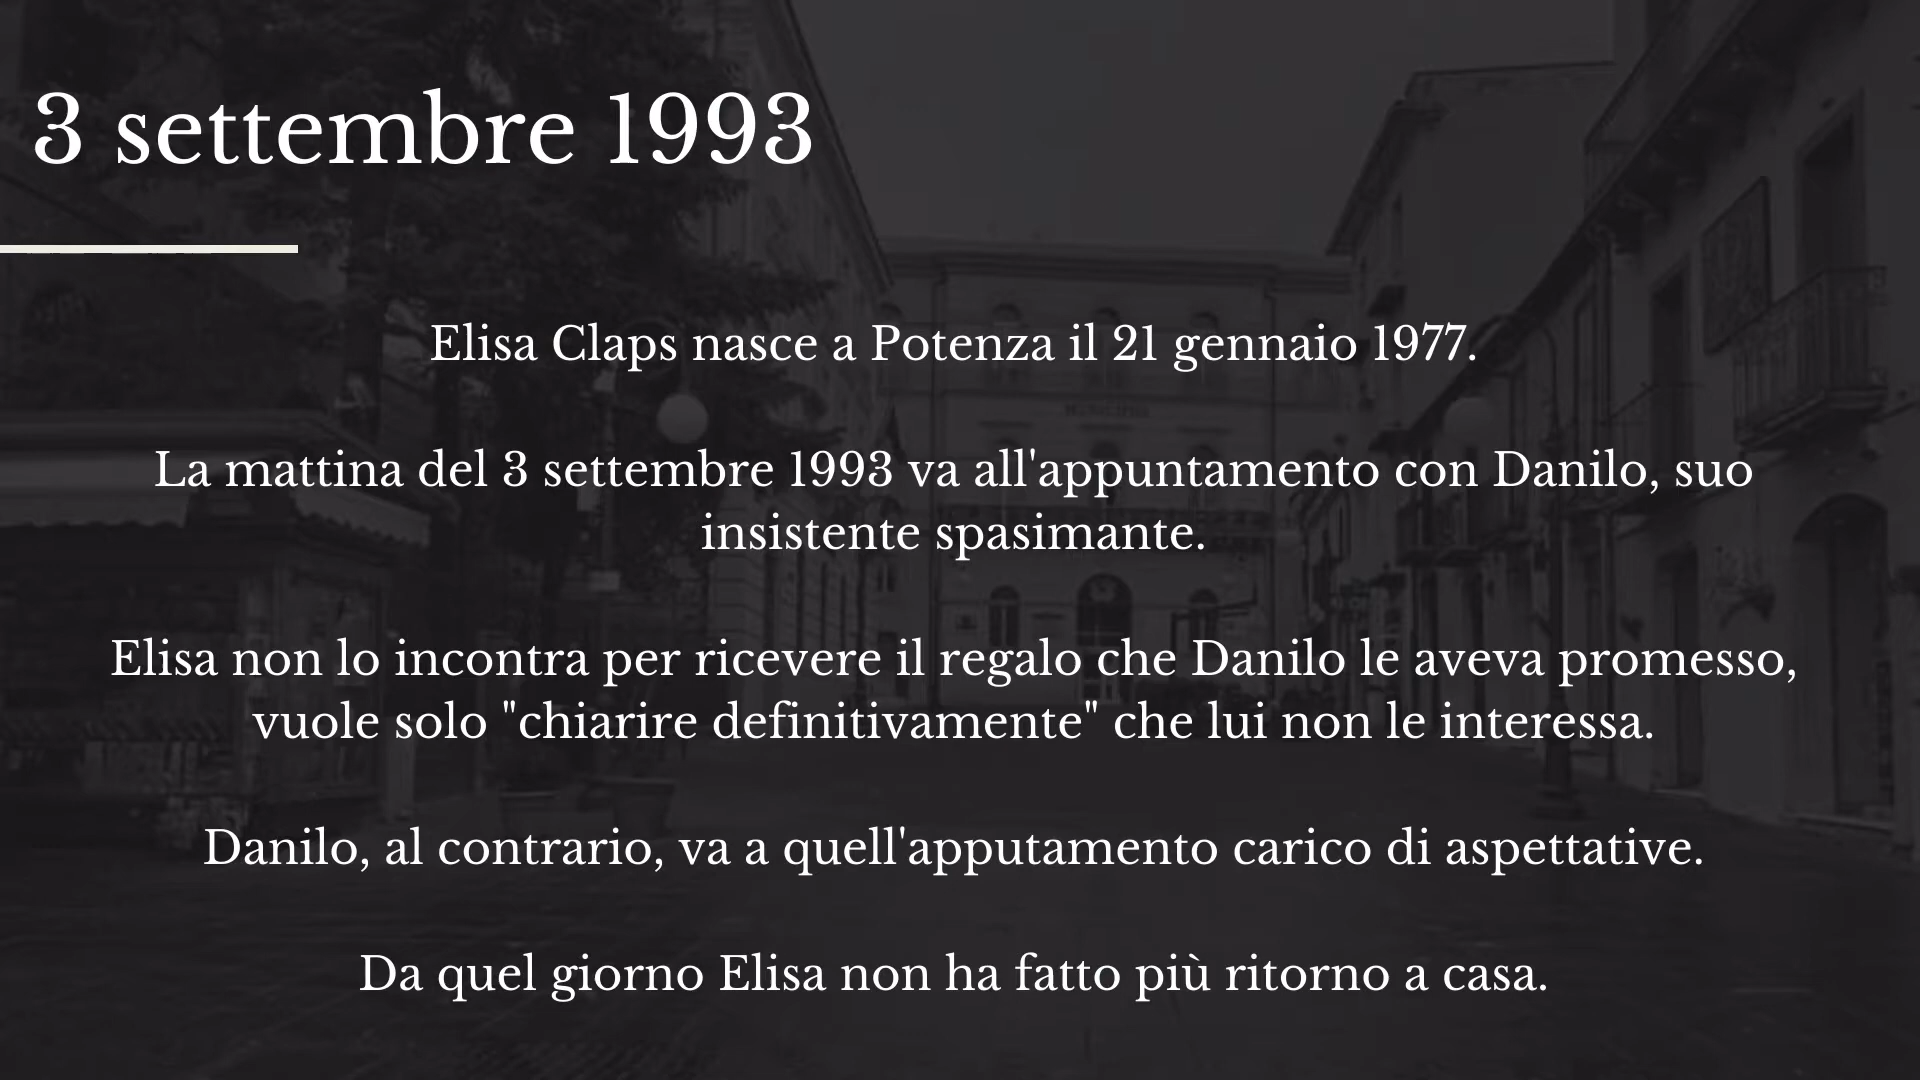 3 settembre 1993
Elisa Claps nasce a Potenza il 21 gennaio 1977.
La mattina del 3 settembre 1993 va all'appuntamento con Danilo, suo
insistente spasimante.
Elisa non lo incontra per ricevere il regalo che Danilo le aveva promesso,
vuole solo "chiarire definitivamente" che lui non le interessa.
Danilo, al contrario, va a quell'apputamento carico di aspettative.
Da quel giorno Elisa non ha fatto più ritorno a casa.